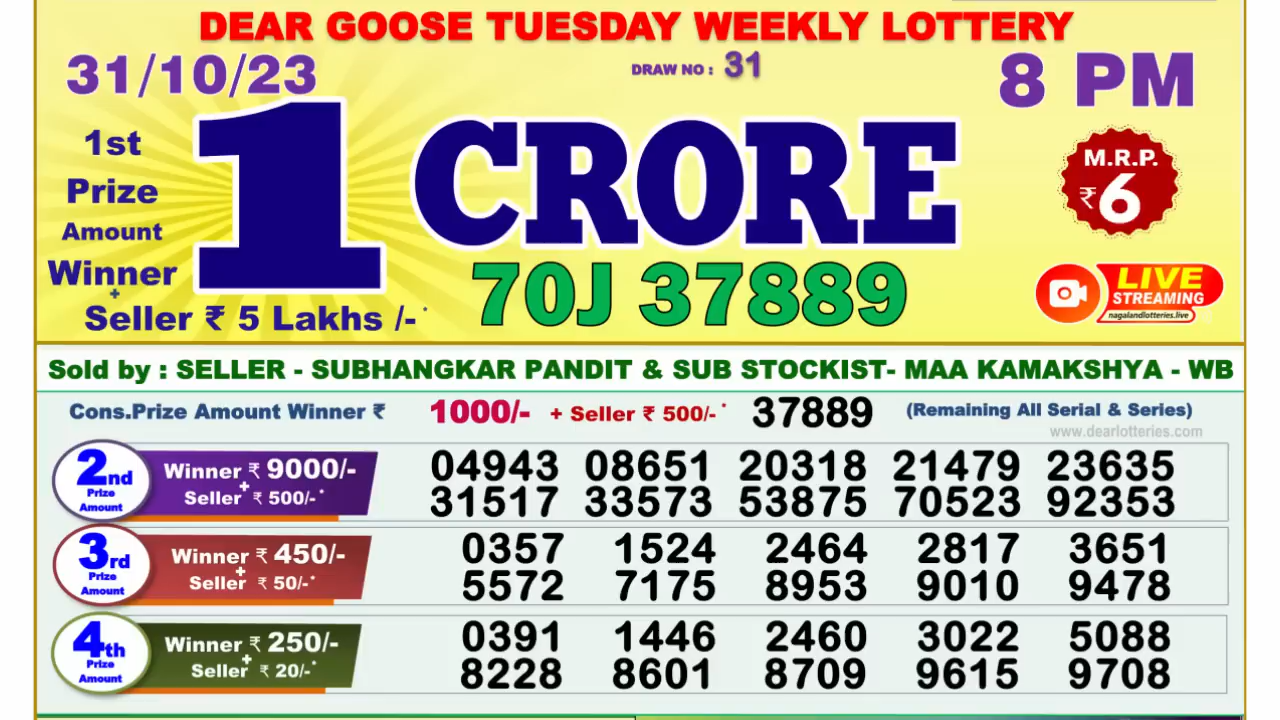 DEAR GOOSE TUESDAY WEEKLY LOTTERY
31/10/23
DRAW NO : 31
8 PM
1st
Prize
Amount
Winner
+
Seller ₹ 5 Lakhs /-*
1 CRORE
70J 37889
M.R.P.
₹6
LIVE
STREAMING
nagalandlotteries.live
Sold by : SELLER - SUBHANGKAR PANDIT & SUB STOCKIST- MAA KAMAKSHYA - WB
Cons.Prize Amount Winner ₹ 1000/- + Seller ₹ 500/-* 37889 (Remaining All Serial & Series)
www.dearlotteries.com
2nd
Prize
Amount
Winner ₹ 9000/-
+
Seller ₹ 500/-*
04943 08651 20318 21479 23635
31517 33573 53875 70523 92353
3rd
Prize
Amount
Winner ₹ 450/-
+
Seller ₹ 50/-*
0357 1524 2464 2817 3651
5572 7175 8953 9010 9478
4th
Prize
Amount
Winner ₹ 250/-
+
Seller ₹ 20/-*
0391 1446 2460 3022 5088
8228 8601 8709 9615 9708